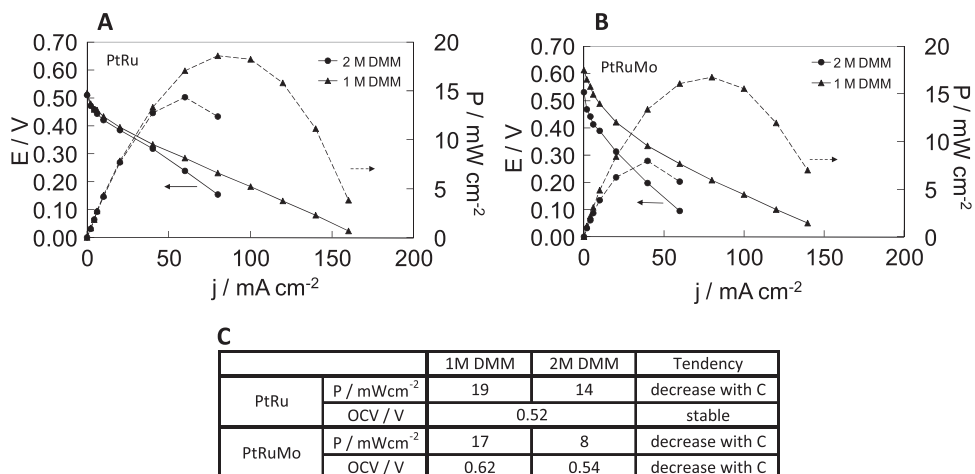 A
PtRu
2 M DMM
1 M DMM
E / V
0.70
0.60
0.50
0.40
0.30
0.20
0.10
0.00
20
15
10
5
0
P / mW cm-2
0 50 100 150 200
j / mA cm-2
B
PtRuMo
2 M DMM
1 M DMM
E / V
0.70
0.60
0.50
0.40
0.30
0.20
0.10
0.00
20
15
10
5
0
P / mW cm-2
0 50 100 150 200
j / mA cm-2
C
1M DMM 2M DMM Tendency
PtRu P / mWcm-2 19 14 decrease with C
OCV / V 0.52 stable
PtRuMo P / mWcm-2 17 8 decrease with C
OCV / V 0.62 0.54 decrease with C